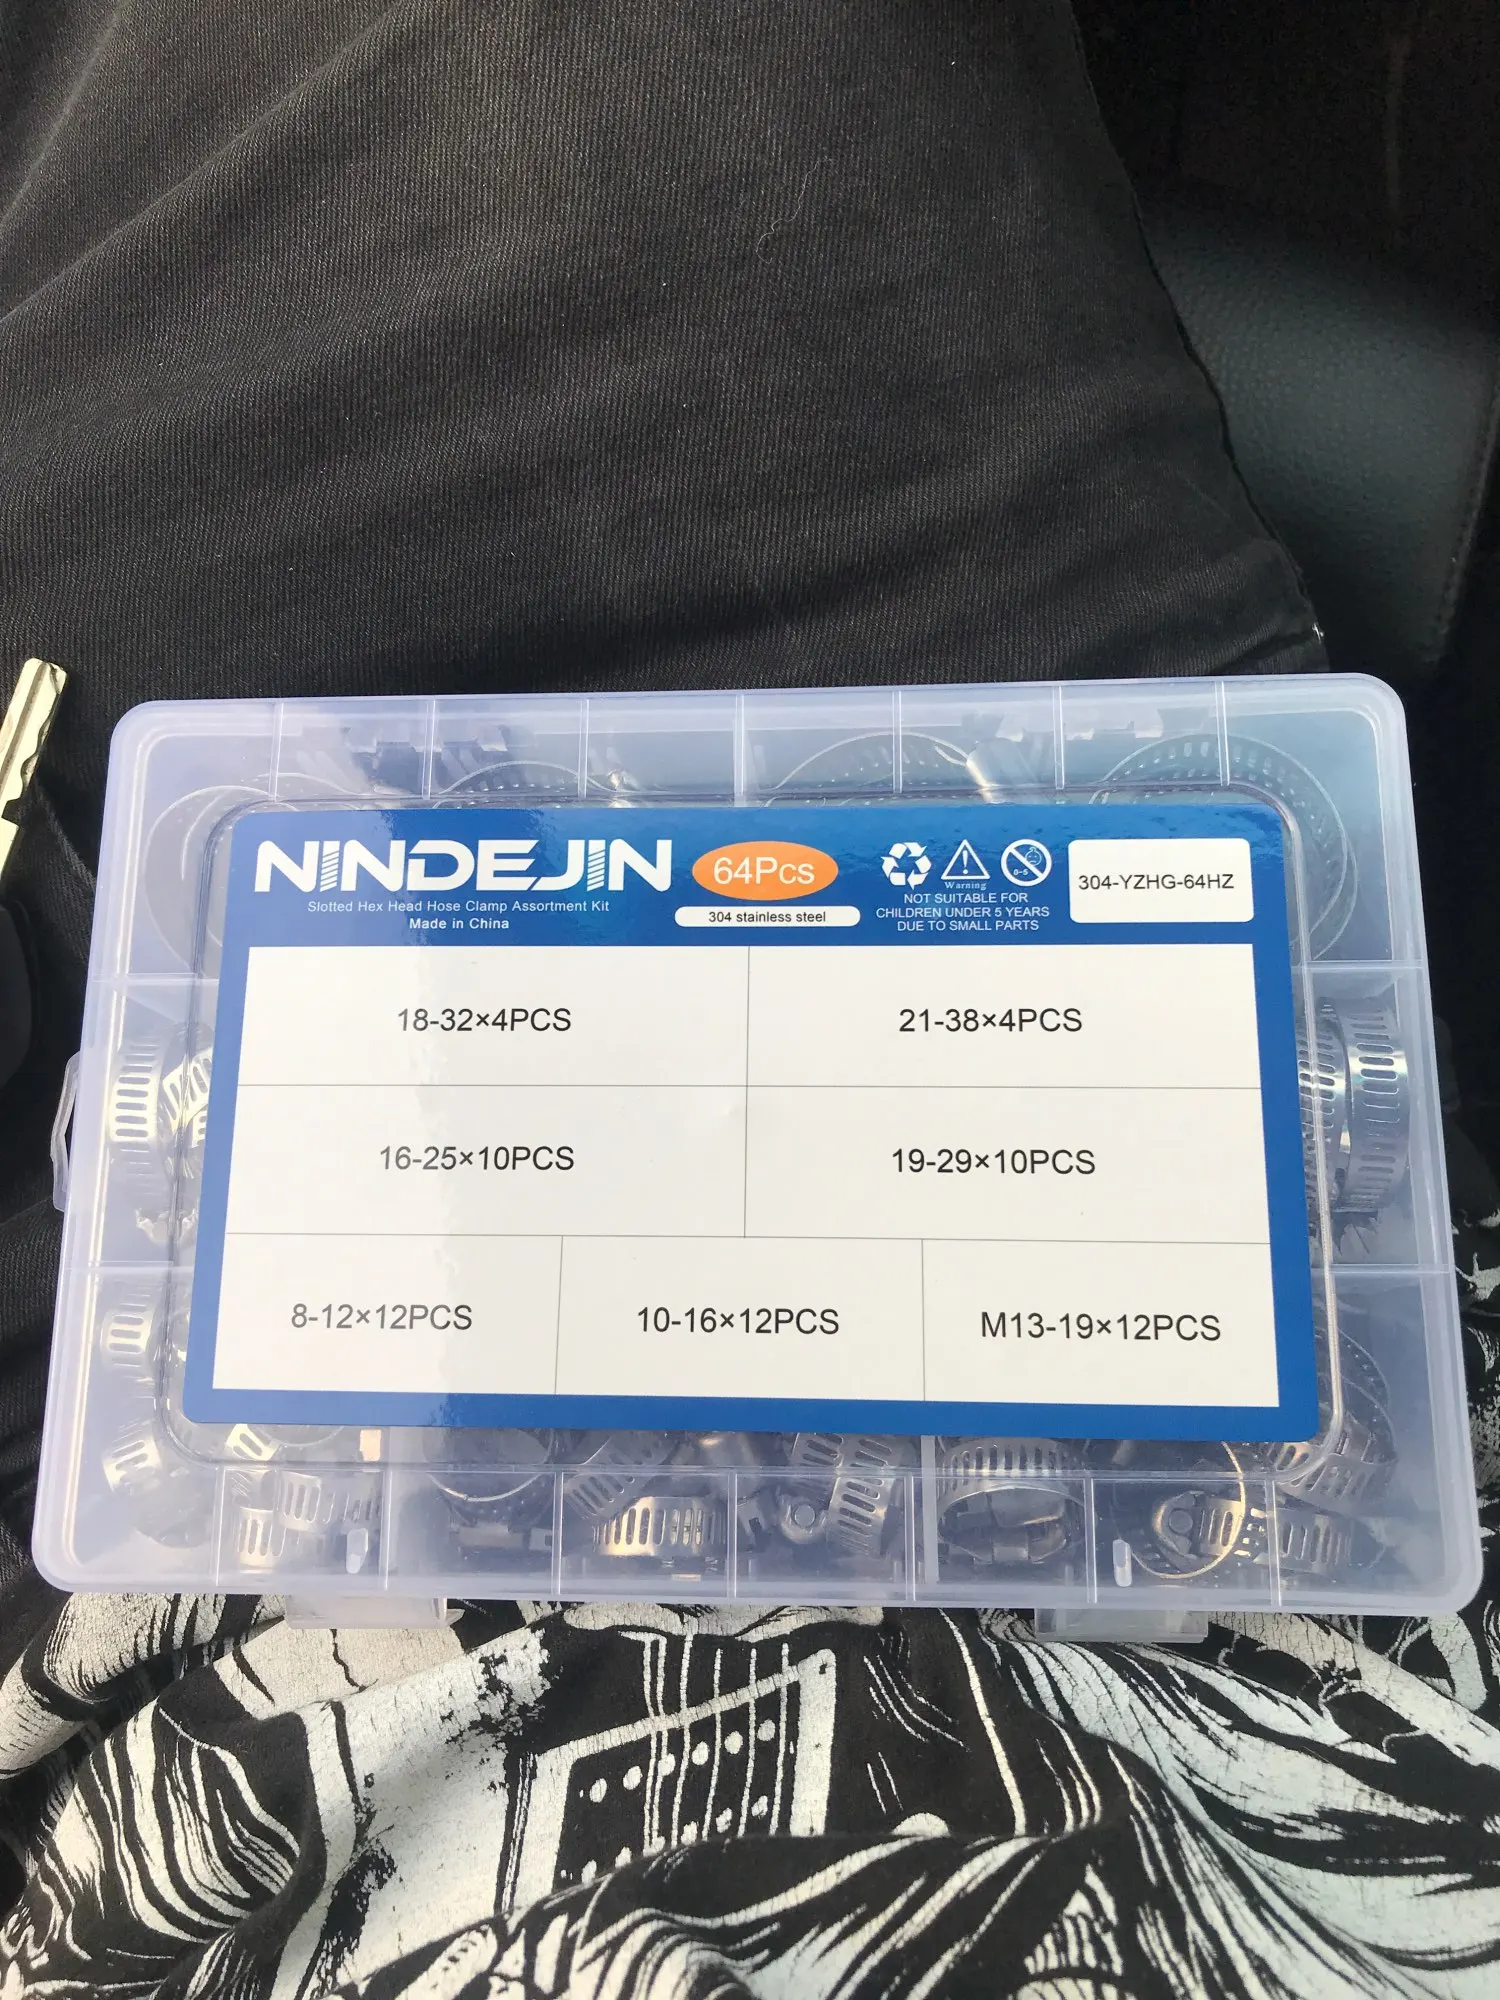 NINDEJIN
Slotted Hex Head Hose Clamp Assortment Kit
Made in China
64Pcs
304 stainless steel
Warning
0-5
NOT SUITABLE FOR
CHILDREN UNDER 5 YEARS
DUE TO SMALL PARTS
304-YZHG-64HZ
18-32×4PCS
21-38×4PCS
16-25×10PCS
19-29×10PCS
8-12×12PCS
10-16×12PCS
M13-19×12PCS